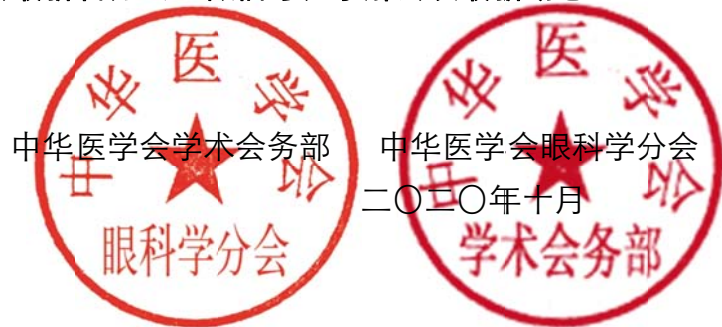 中华医学会学术会务部 中华医学会眼科学分会
二〇二〇年十月
中华医学会
眼科学分会
中华医学会
学术会务部